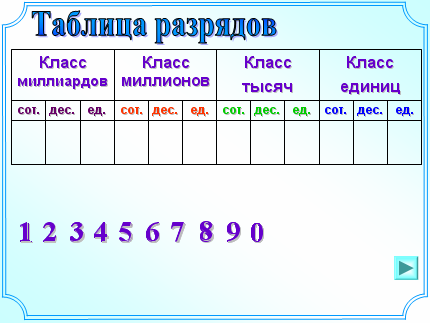 Таблица разрядов
Класс миллиардов Класс миллионов Класс тысяч Класс единиц
сот. дес. ед. сот. дес. ед. сот. дес. ед. сот. дес. ед.
1 2 3 4 5 6 7 8 9 0